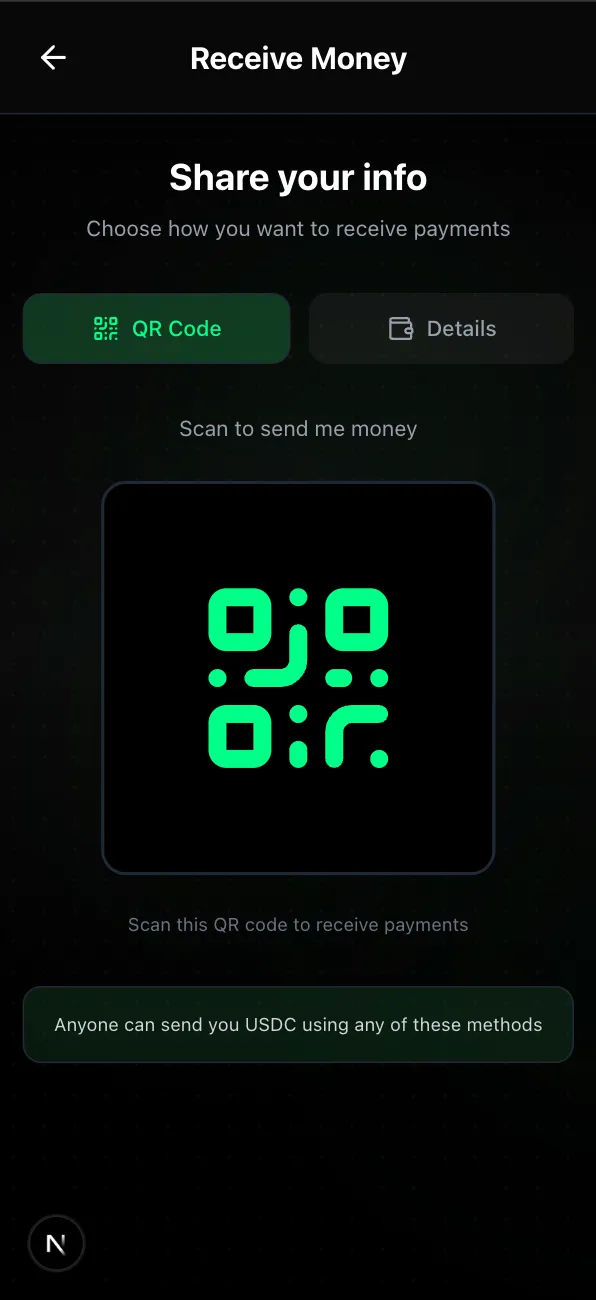 Receive Money
Share your info
Choose how you want to receive payments
QR Code
Details
Scan to send me money
Scan this QR code to receive payments
Anyone can send you USDC using any of these methods
N